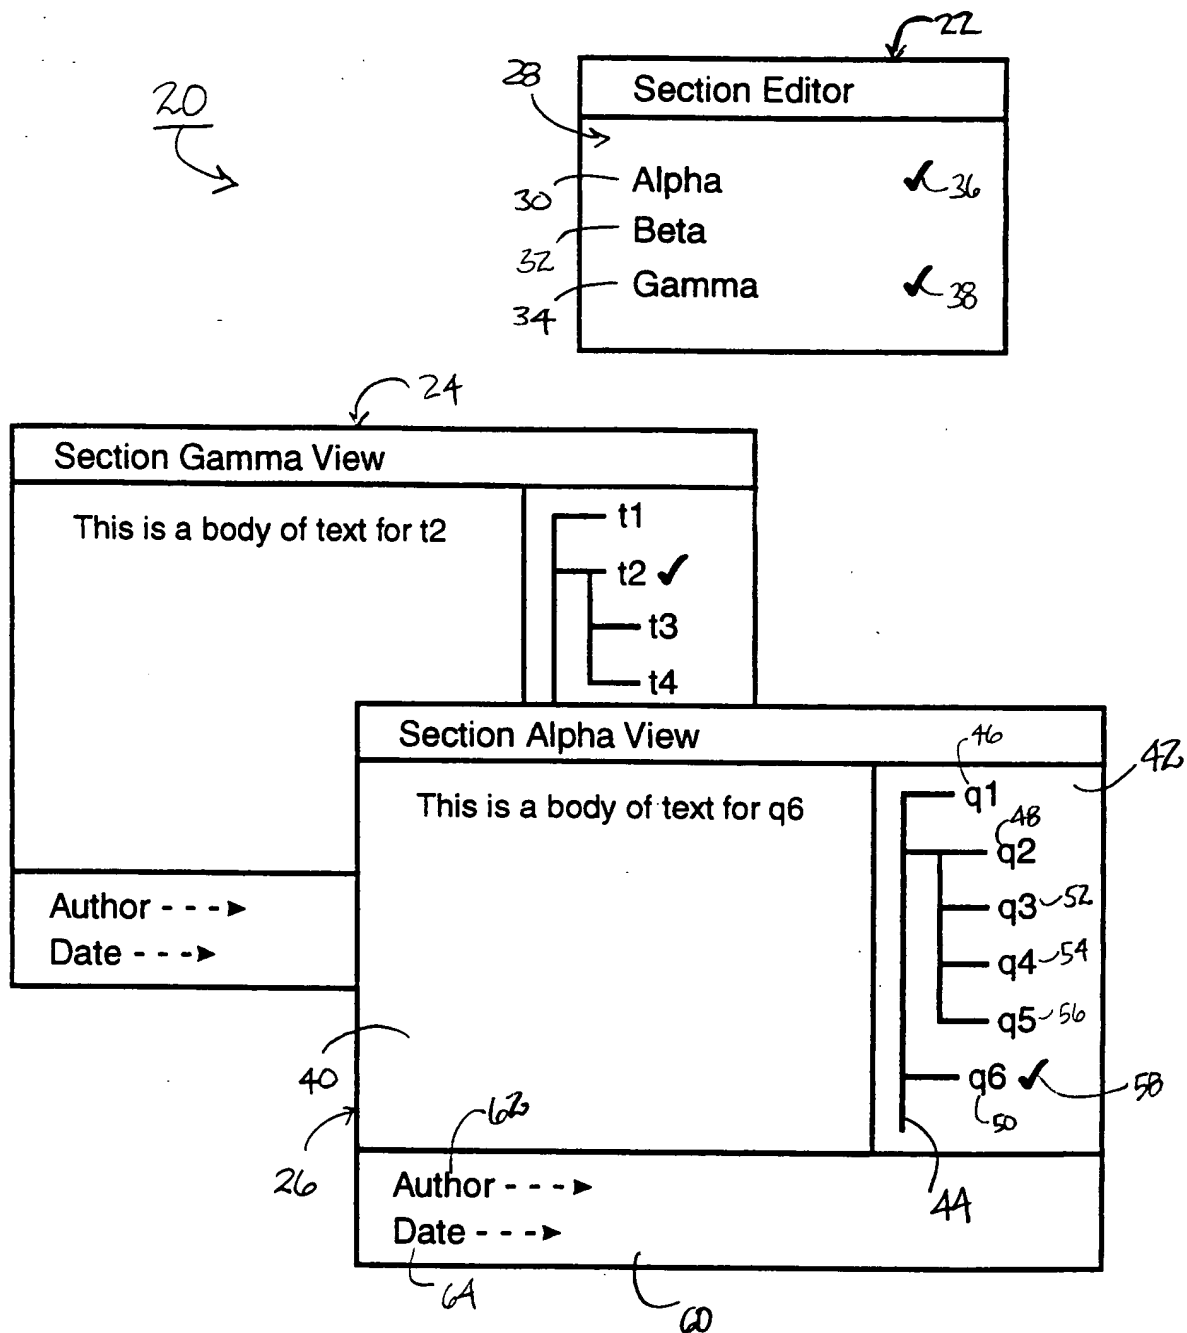 22
20
28
Section Editor
30 Alpha ✔ 36
32 Beta
34 Gamma ✔ 38
24
Section Gamma View
This is a body of text for t2
t1
t2 ✔
t3
t4
Author - - - ►
Date - - - ►
Section Alpha View
This is a body of text for q6
46
q1
42
48
q2
q3 52
q4 54
q5 56
q6 ✔ 58
50
40
26
44
62
Author - - - ►
Date - - - ►
64
60